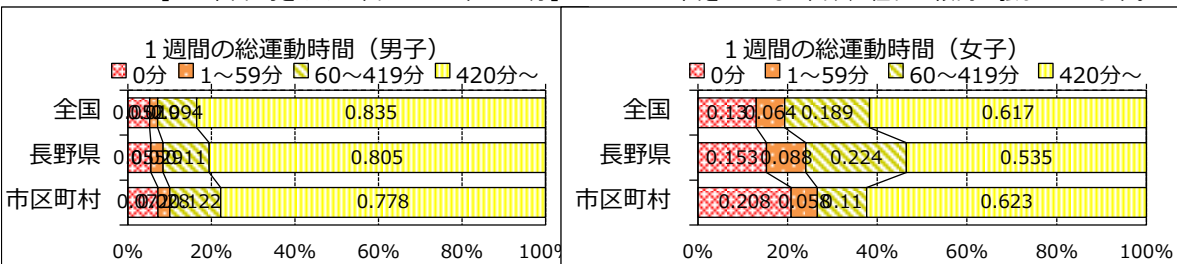 １週間の総運動時間（男子）
0分 1～59分 60～419分 420分～
全国 0.835
長野県 0.805
市区町村 0.122 0.778
0% 20% 40% 60% 80% 100%
１週間の総運動時間（女子）
0分 1～59分 60～419分 420分～
全国 0.13 0.064 0.189 0.617
長野県 0.153 0.088 0.224 0.535
市区町村 0.208 0.058 0.11 0.623
0% 20% 40% 60% 80% 100%